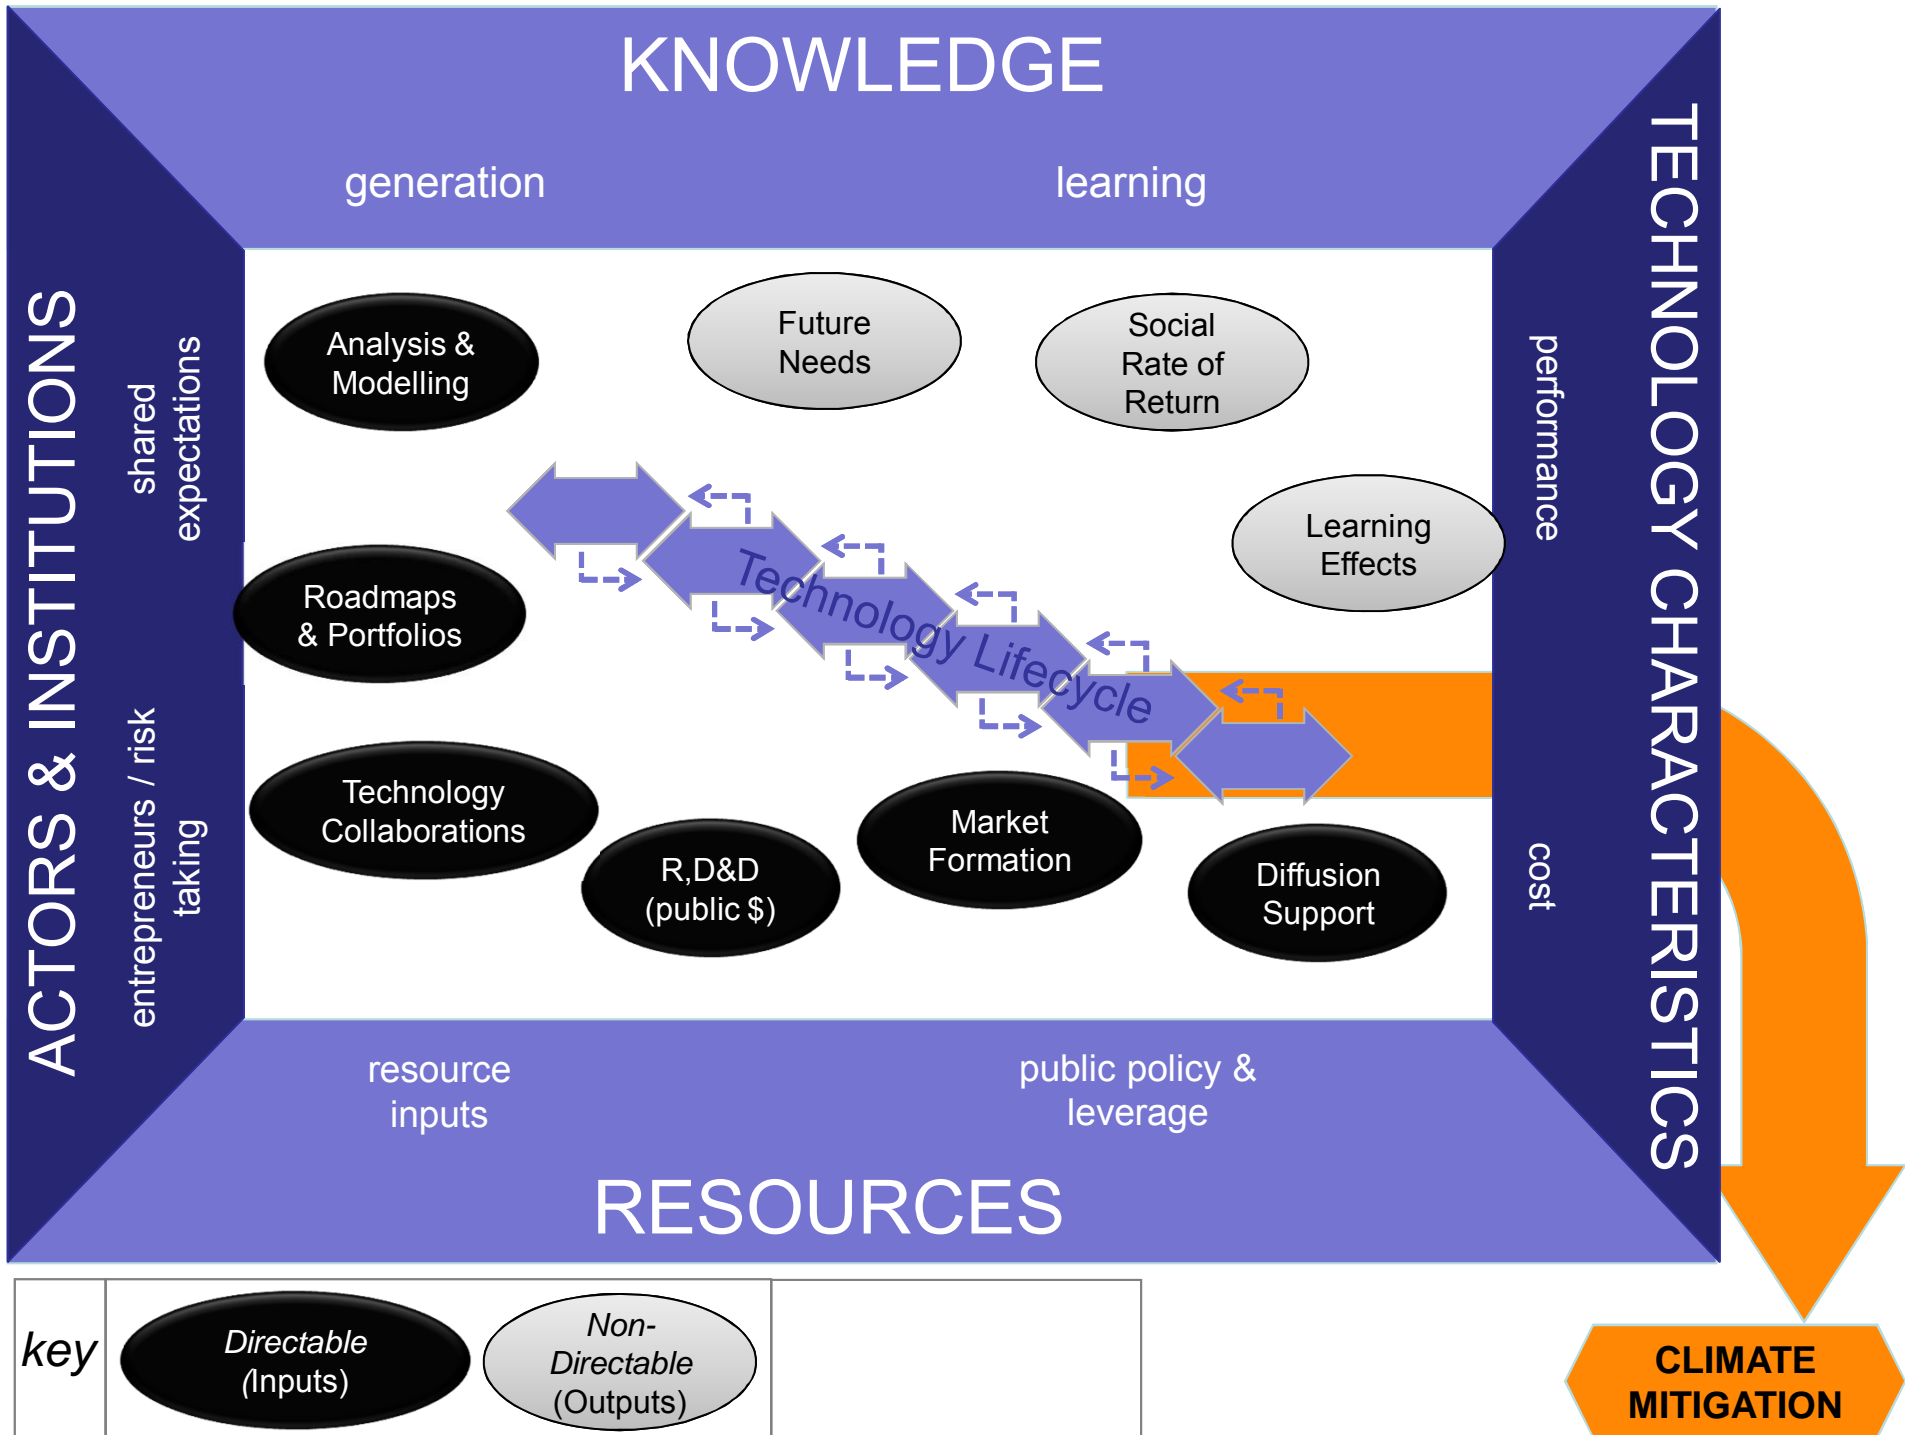 KNOWLEDGE
generation
learning
ACTORS & INSTITUTIONS
shared
expectations
entrepreneurs / risk
taking
TECHNOLOGY CHARACTERISTICS
performance
cost
Analysis &
Modelling
Future
Needs
Social
Rate of
Return
Learning
Effects
Roadmaps
& Portfolios
Technology Lifecycle
Technology
Collaborations
R,D&D
(public $)
Market
Formation
Diffusion
Support
resource
inputs
public policy &
leverage
RESOURCES
key
Directable
(Inputs)
Non-
Directable
(Outputs)
CLIMATE
MITIGATION